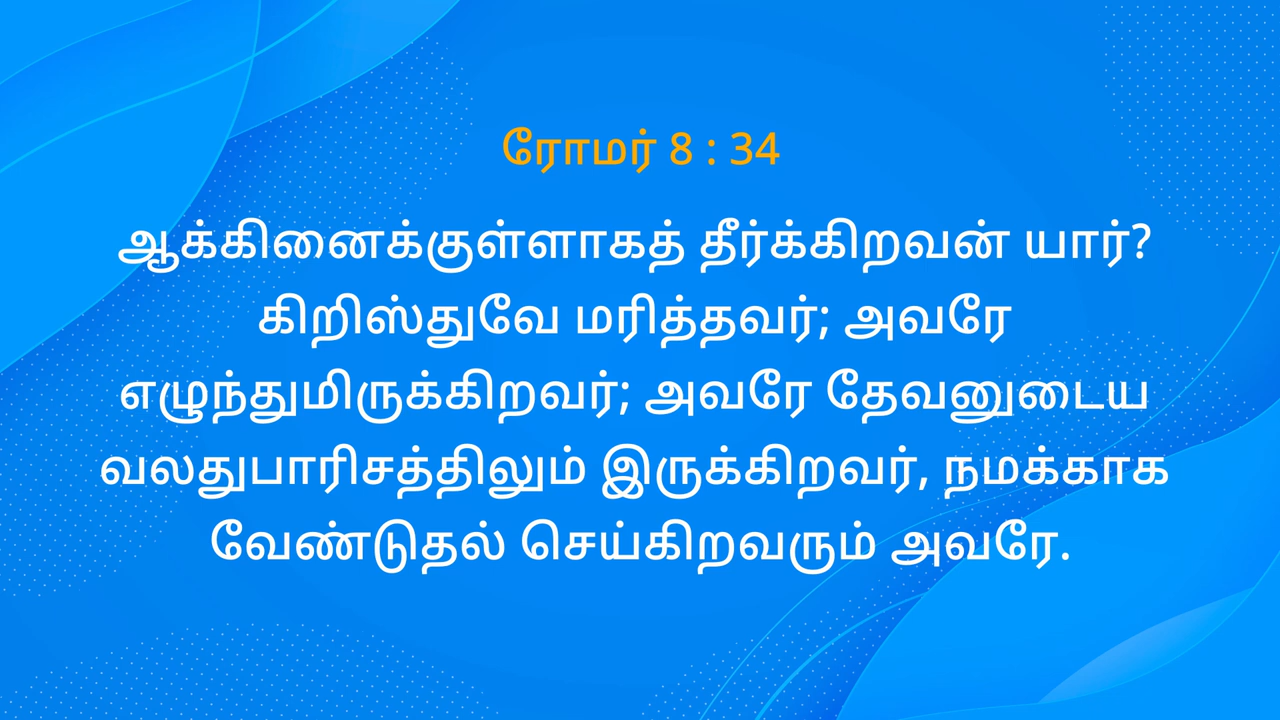 ரோமர் 8 : 34
ஆக்கினைக்குள்ளாகத் தீர்க்கிறவன் யார்?
கிறிஸ்துவே மரித்தவர்; அவரே
எழுந்துமிருக்கிறவர்; அவரே தேவனுடைய
வலதுபாரிசத்திலும் இருக்கிறவர், நமக்காக
வேண்டுதல் செய்கிறவரும் அவரே.